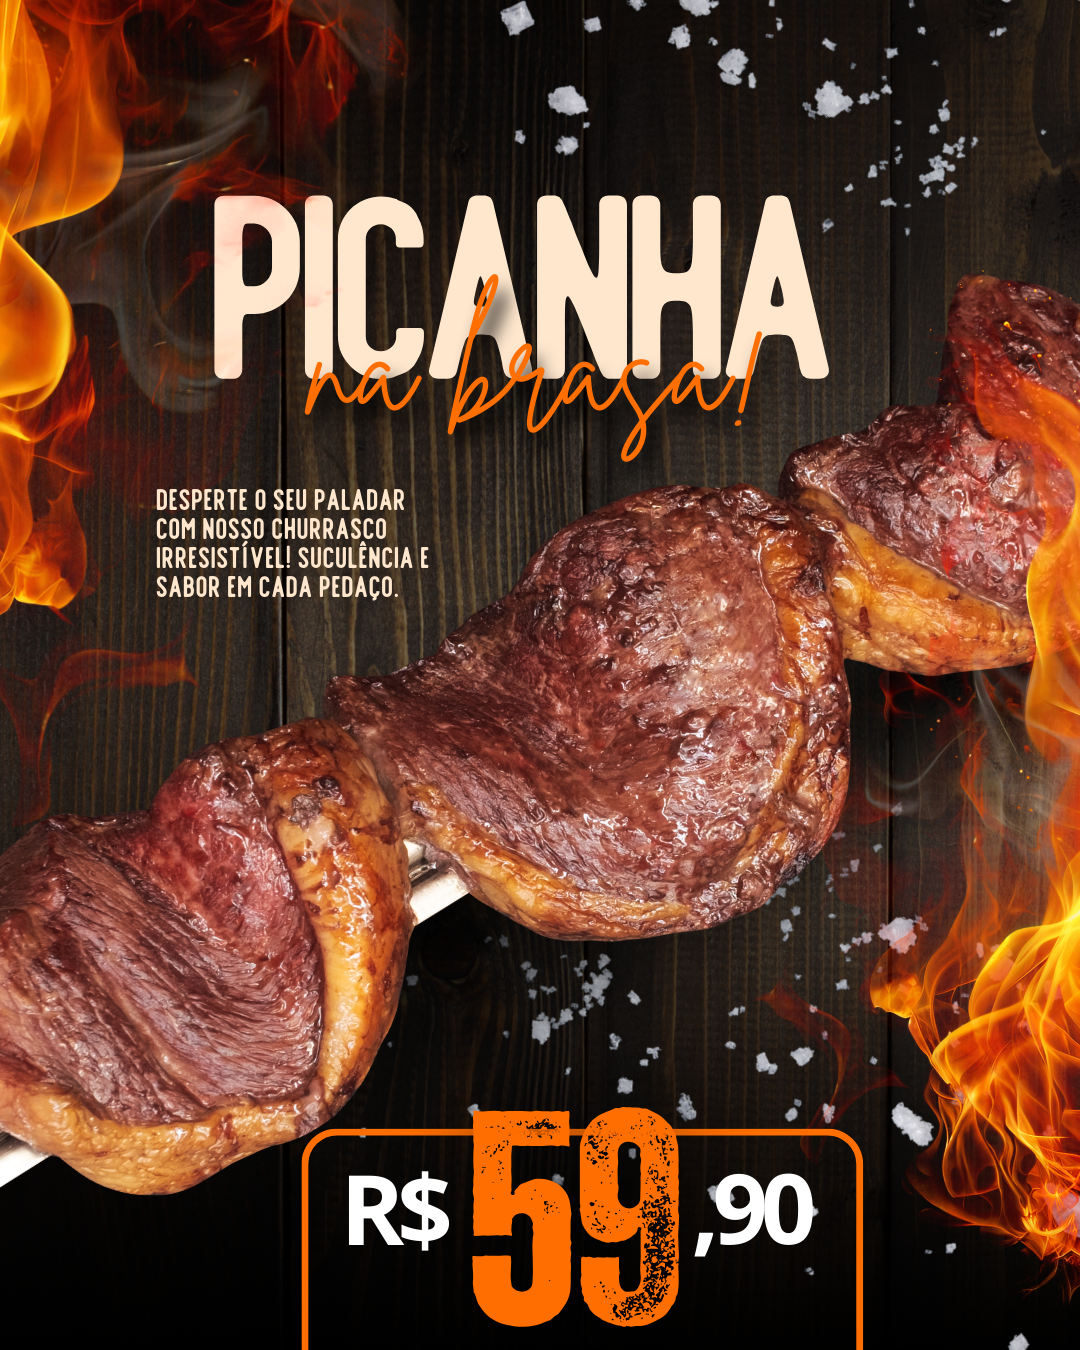 PICANHA
na brasa!
DESPERTE O SEU PALADAR
COM NOSSO CHURRASCO
IRRESISTÍVEL! SUCULÊNCIA E
SABOR EM CADA PEDAÇO.
R$ 59,90